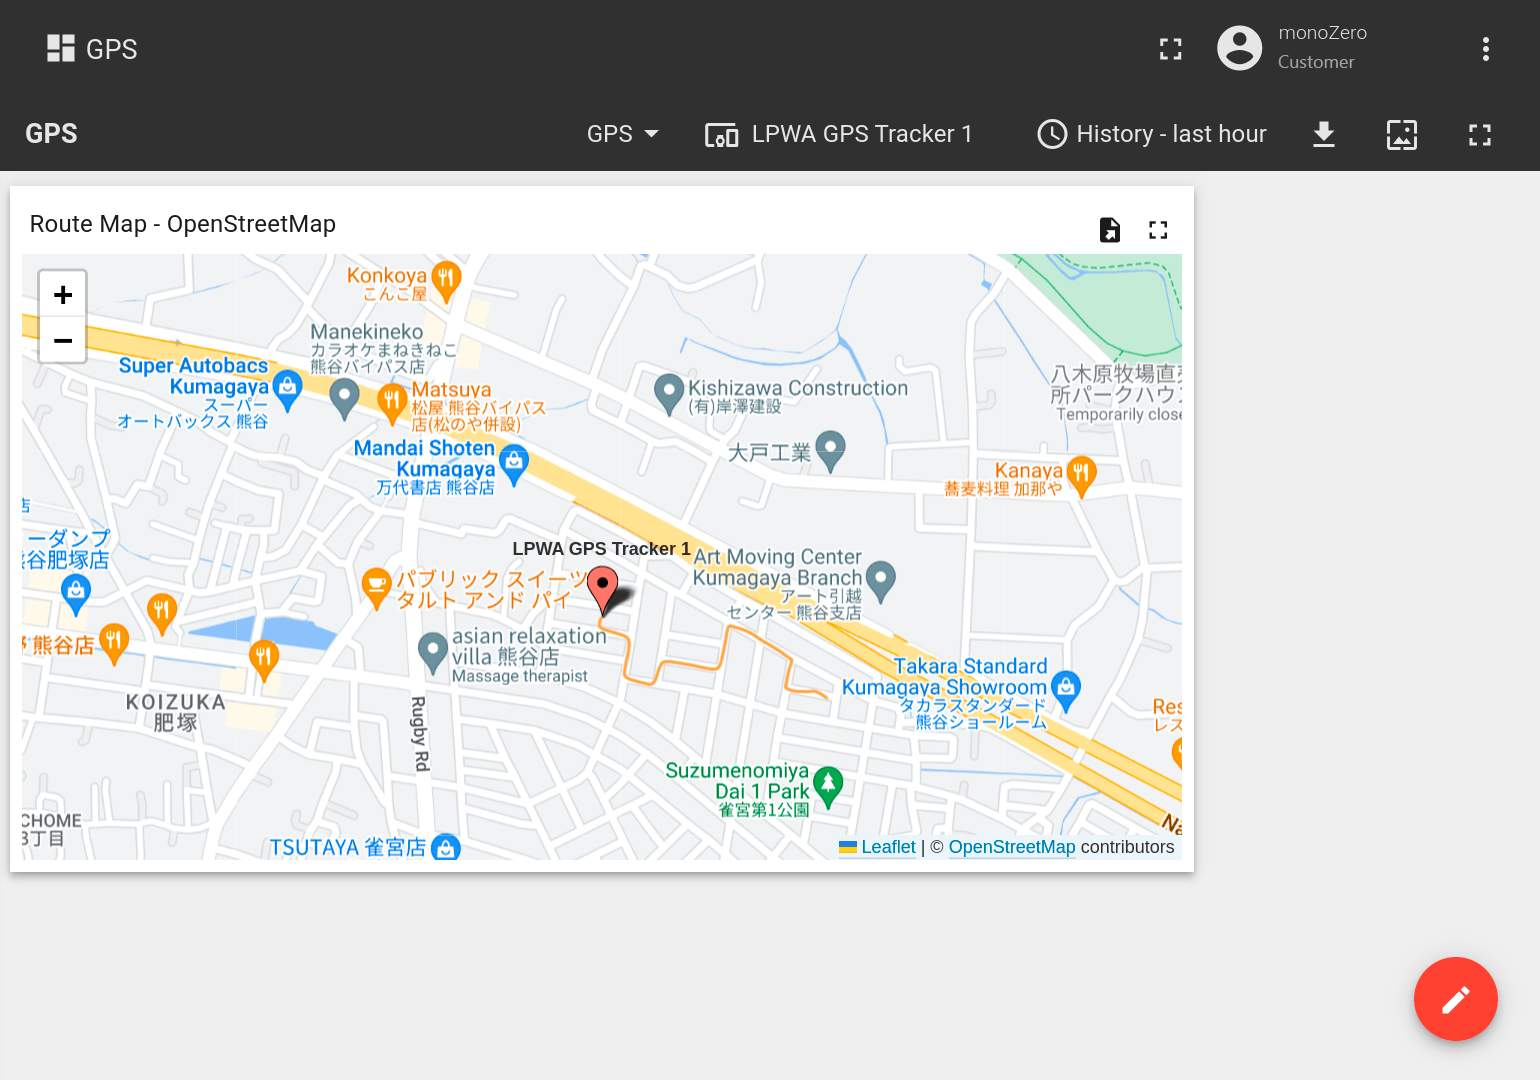 GPS
monoZero
Customer
GPS
GPS
LPWA GPS Tracker 1
History - last hour
Route Map - OpenStreetMap
+
−
Konkoya
こんこ屋
Manekineko
カラオケまねきねこ
熊谷バイパス店
Super Autobacs
Kumagaya
スーパー
オートバックス 熊谷
Matsuya
松屋 熊谷バイパス
店(松のや併設)
Kishizawa Construction
(有)岸澤建設
八木原牧場直売
所パークハウス
Temporarily close
Mandai Shoten
Kumagaya
万代書店 熊谷店
大戸工業
Kanaya
蕎麦料理 加那や
店
ーダンプ
谷肥塚店
LPWA GPS Tracker 1
Art Moving Center
Kumagaya Branch
アート引越
センター 熊谷支店
パブリック スイーツ
タルト アンド パイ
熊谷店
asian relaxation
villa 熊谷店
Massage therapist
Takara Standard
Kumagaya Showroom
タカラスタンダード
熊谷ショールーム
KOIZUKA
肥塚
Rugby Rd
Res
レス
Suzumenomiya
Dai 1 Park
雀宮第1公園
CHOME
3丁目
Na
TSUTAYA 雀宮店
Leaflet | © OpenStreetMap contributors